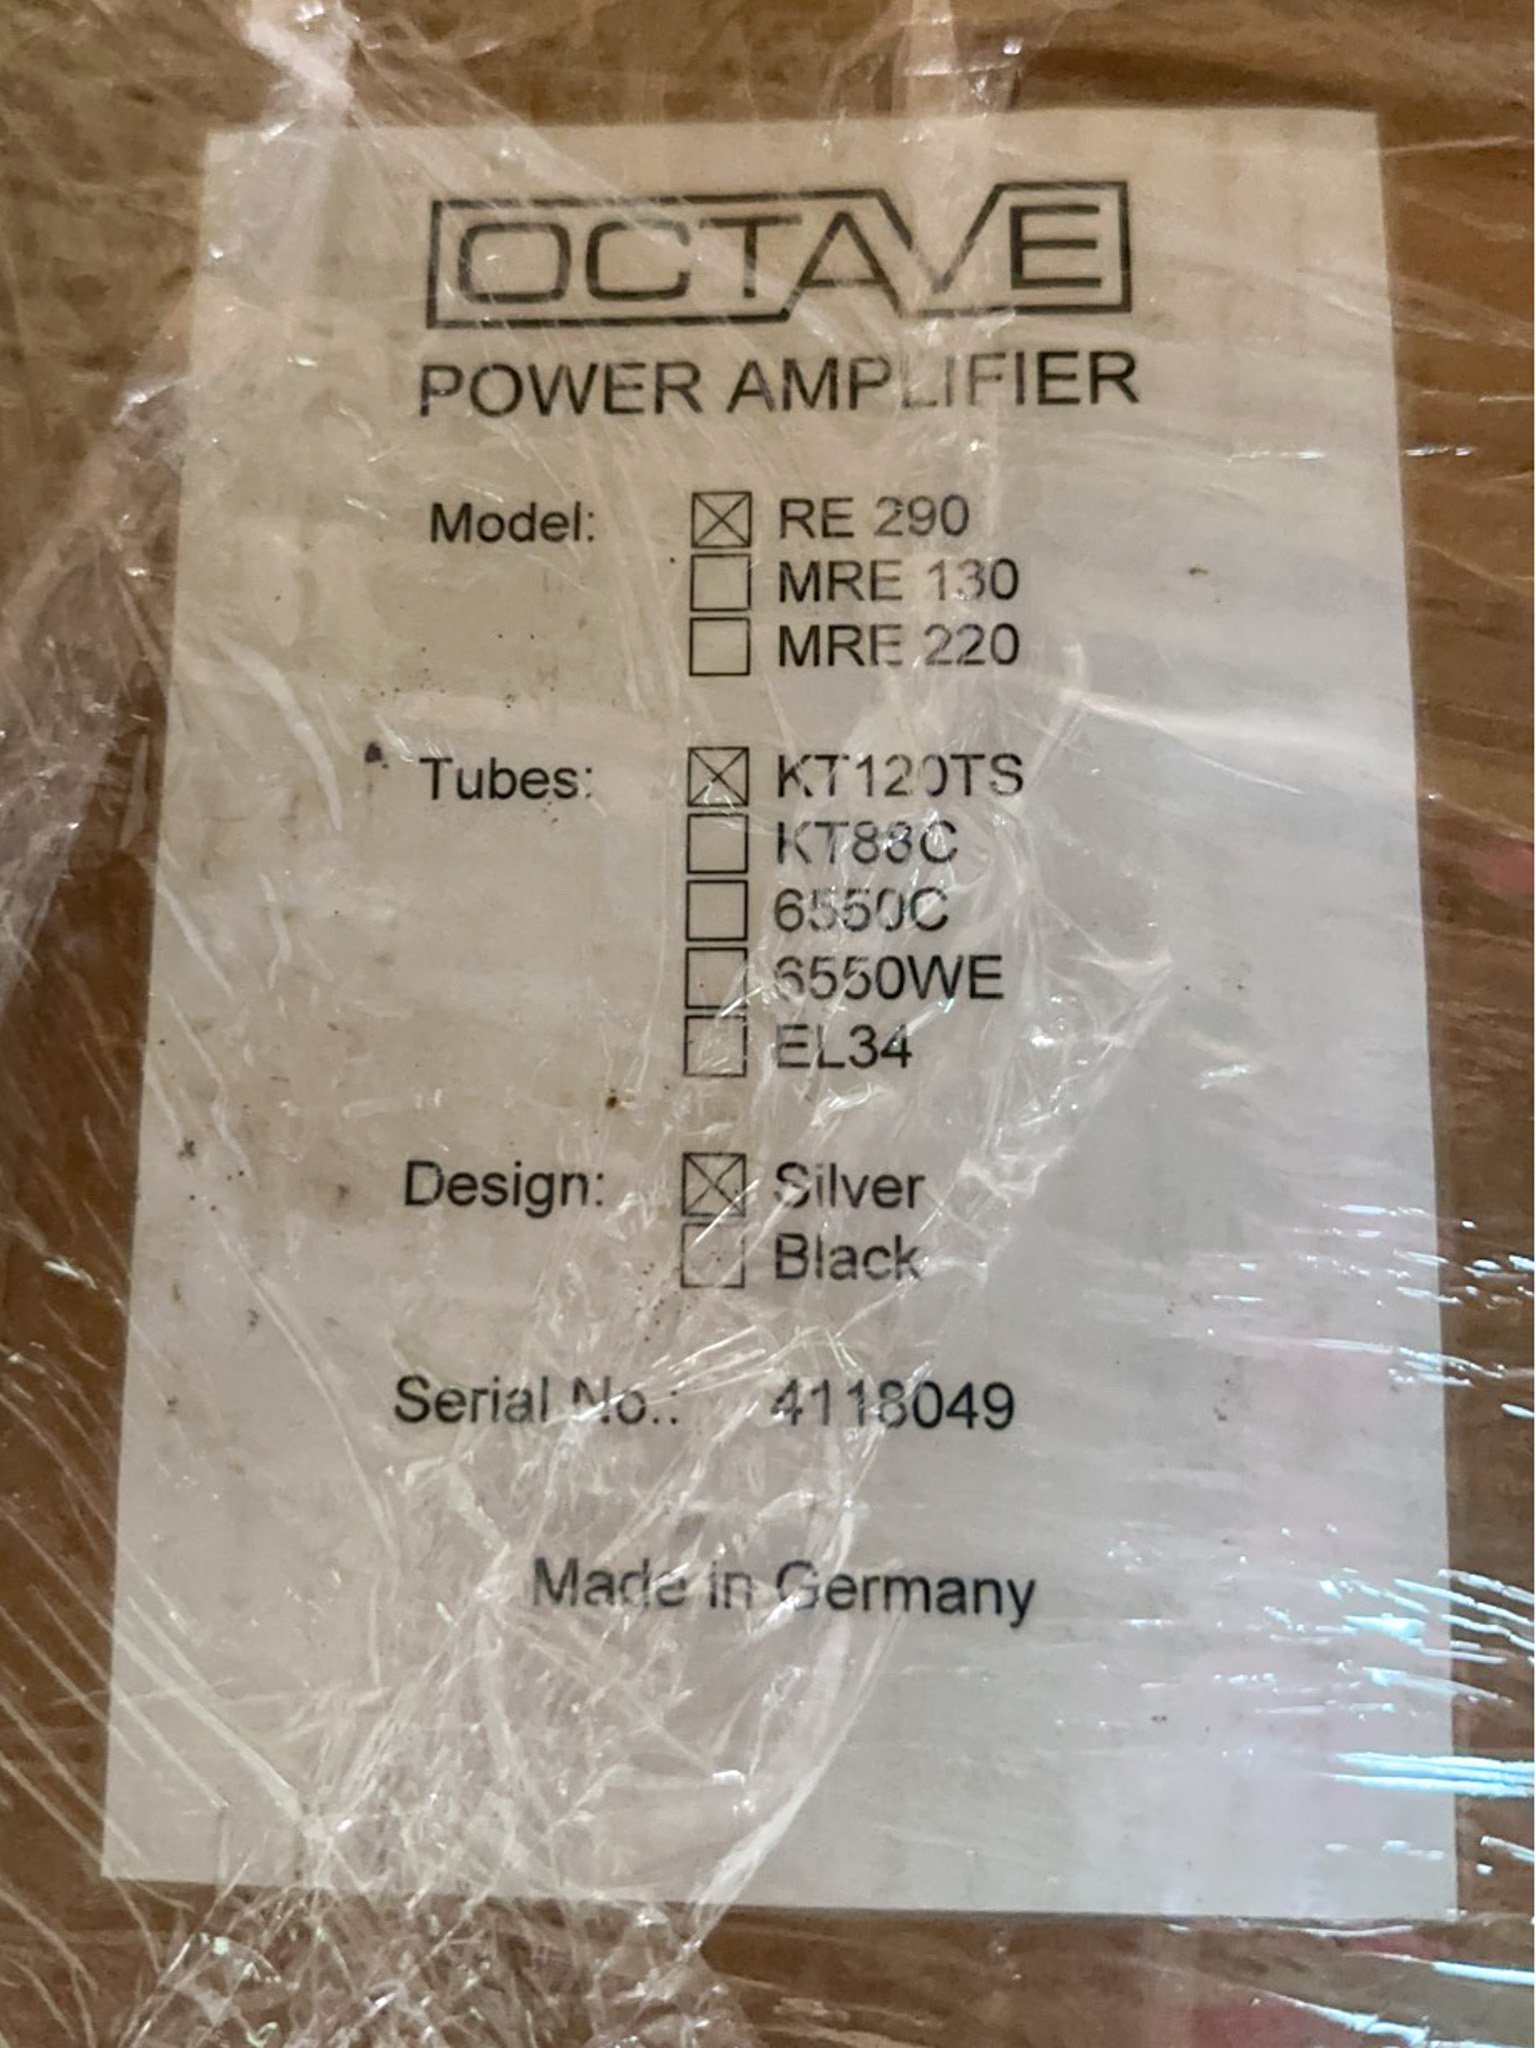 OCTAVE
POWER AMPLIFIER
Model: ☒ RE 290
☐ MRE 130
☐ MRE 220
Tubes: ☒ KT120TS
☐ KT88C
☐ 6550C
☐ 6550WE
☐ EL34
Design: ☒ Silver
☐ Black
Serial No.: 4118049
Made in Germany